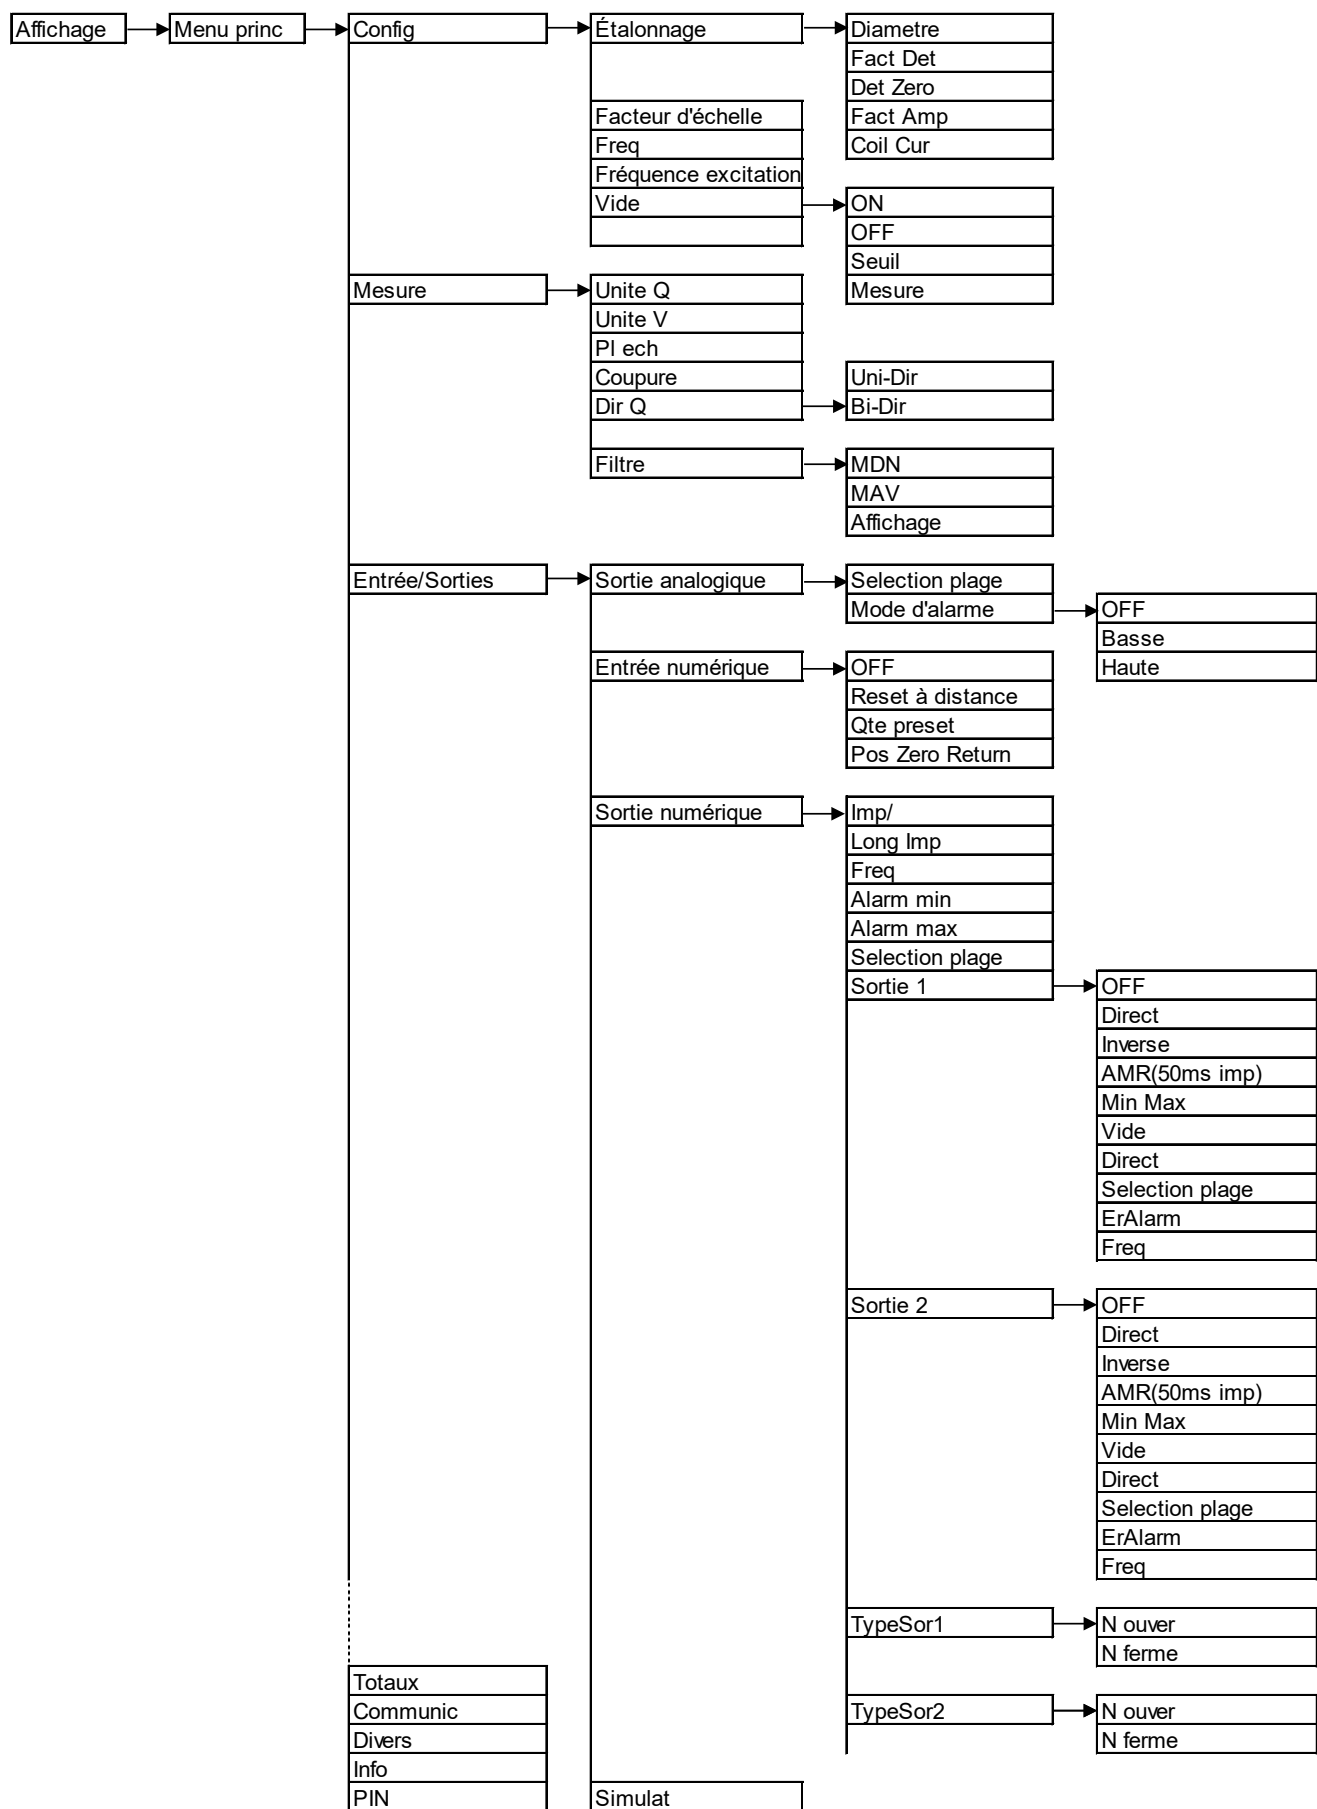 Affichage
Menu princ
Config
Étalonnage
Diametre
Fact Det
Det Zero
Facteur d'échelle
Fact Amp
Freq
Coil Cur
Fréquence excitation
Vide
ON
OFF
Seuil
Mesure
Unite Q
Mesure
Unite V
Pl ech
Coupure
Uni-Dir
Dir Q
Bi-Dir
Filtre
MDN
MAV
Affichage
Entrée/Sorties
Sortie analogique
Selection plage
Mode d'alarme
OFF
Basse
Entrée numérique
OFF
Haute
Reset à distance
Qte preset
Pos Zero Return
Sortie numérique
Imp/
Long Imp
Freq
Alarm min
Alarm max
Selection plage
Sortie 1
OFF
Direct
Inverse
AMR(50ms imp)
Min Max
Vide
Direct
Selection plage
ErAlarm
Freq
Sortie 2
OFF
Direct
Inverse
AMR(50ms imp)
Min Max
Vide
Direct
Selection plage
ErAlarm
Freq
TypeSor1
N ouver
N ferme
Totaux
Communic
TypeSor2
N ouver
Divers
N ferme
Info
PIN
Simulat